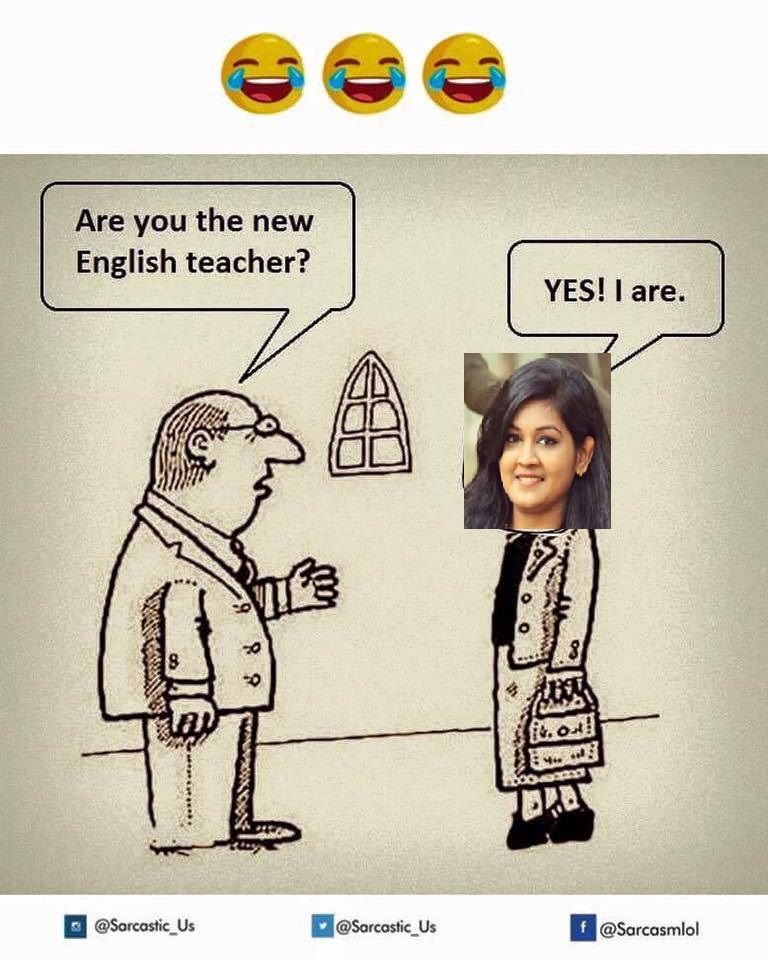 Are you the new
English teacher?
YES! I are.
@Sarcastic_Us
@Sarcastic_Us
f @Sarcasmlol